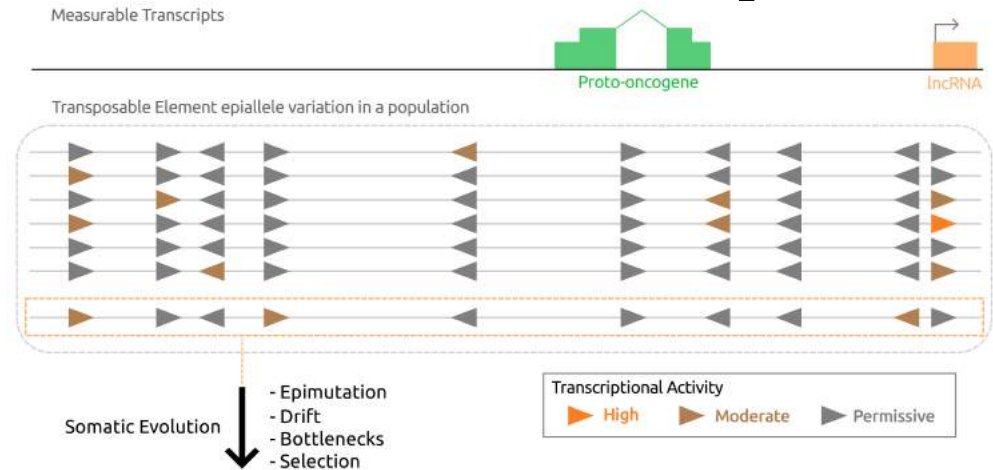 Measurable Transcripts
Proto-oncogene
lncRNA
Transposable Element epiallele variation in a population
Somatic Evolution
- Epimutation
- Drift
- Bottlenecks
- Selection
Transcriptional Activity
High
Moderate
Permissive